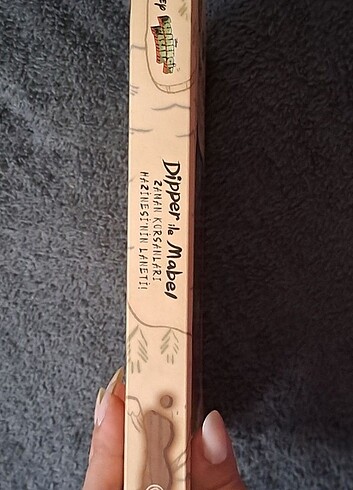 Dipper ile Mabel
ZAMAN KORSANLARI
HAZİNESİ'NİN LANETİ!